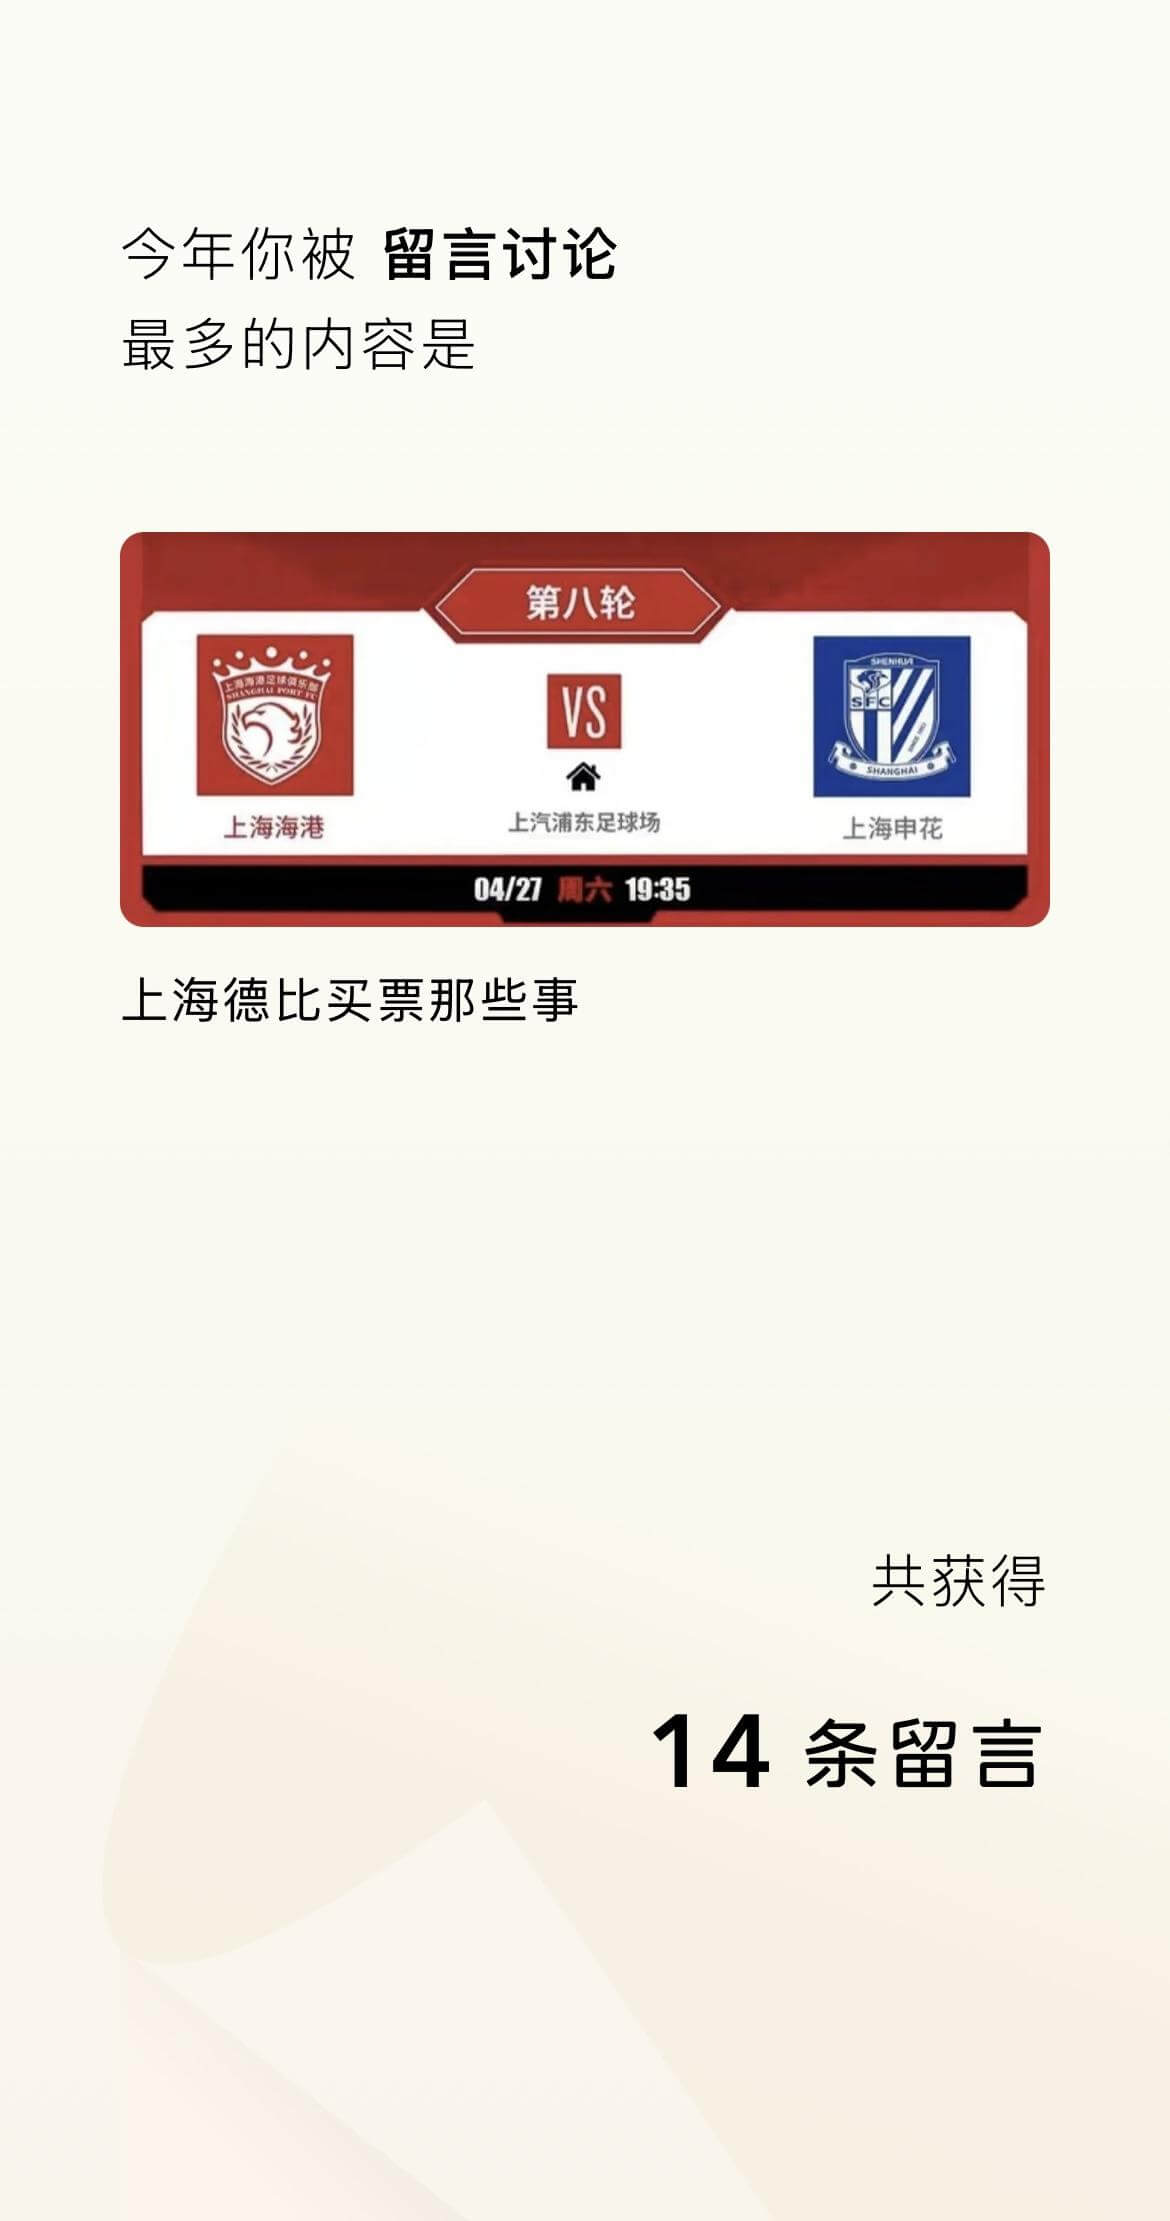 今年你被 留言讨论
最多的内容是
第八轮
上海海港足球俱乐部
SHANGHAI PORT FC
VS
SHENHUA
SFC
SHANGHAI
上海海港
上汽浦东足球场
上海申花
04/27 周六 19:35
上海德比买票那些事
共获得
14 条留言